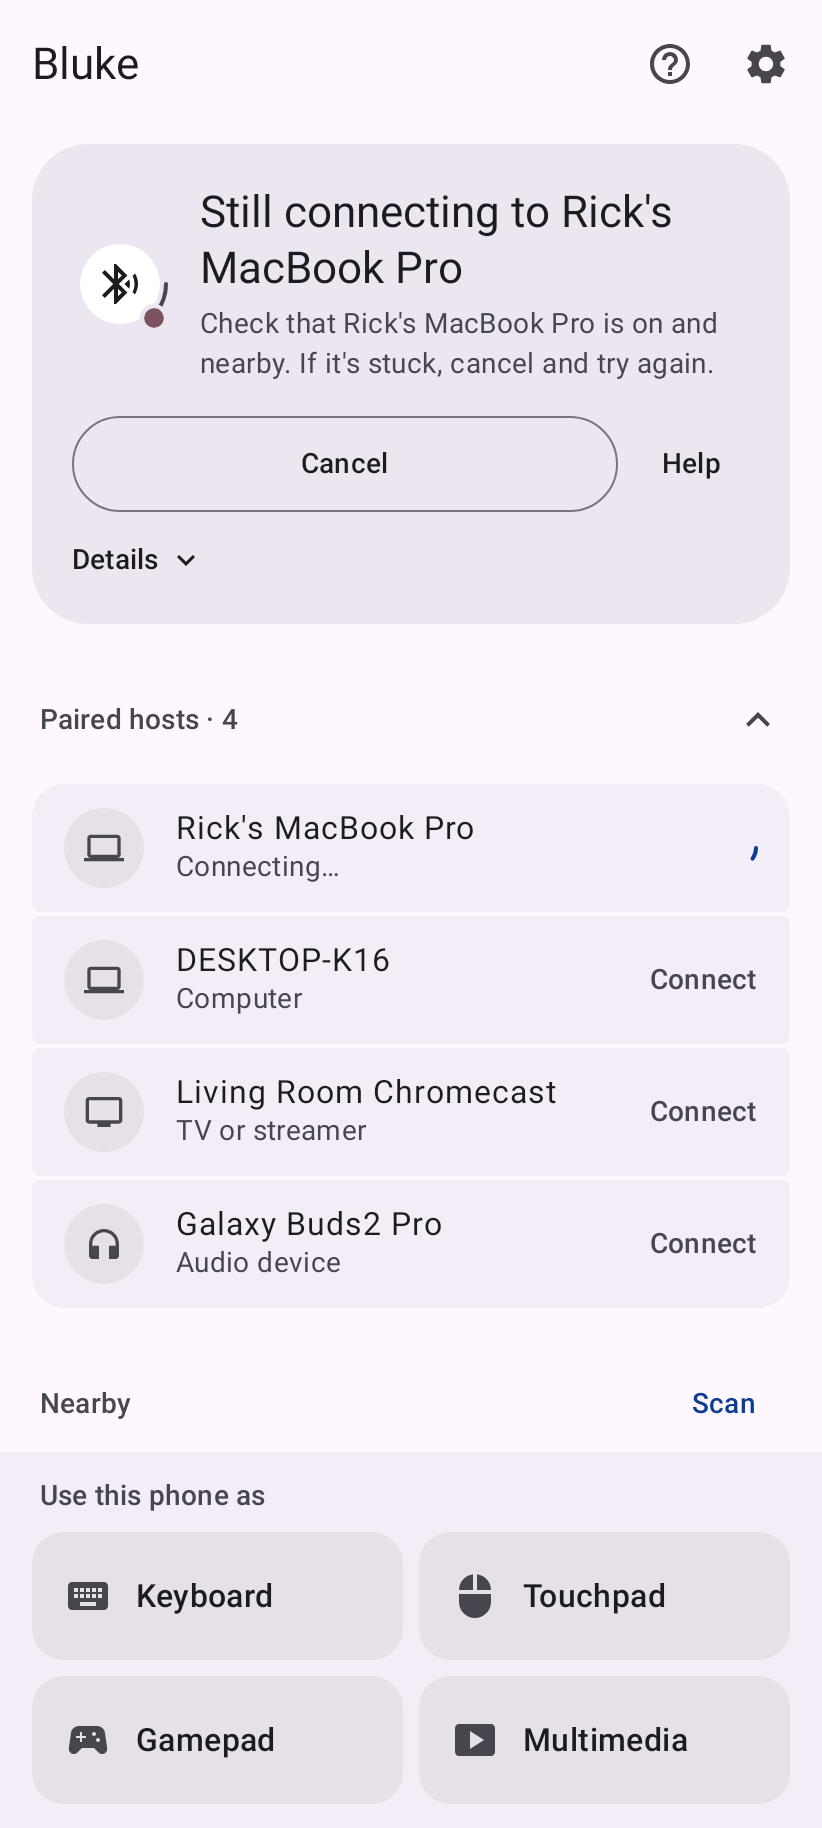 Bluke
Still connecting to Rick's
MacBook Pro
Check that Rick's MacBook Pro is on and
nearby. If it's stuck, cancel and try again.
Cancel
Help
Details
Paired hosts · 4
Rick's MacBook Pro
Connecting…
DESKTOP-K16
Computer
Connect
Living Room Chromecast
TV or streamer
Connect
Galaxy Buds2 Pro
Audio device
Connect
Nearby
Scan
Use this phone as
Keyboard
Touchpad
Gamepad
Multimedia